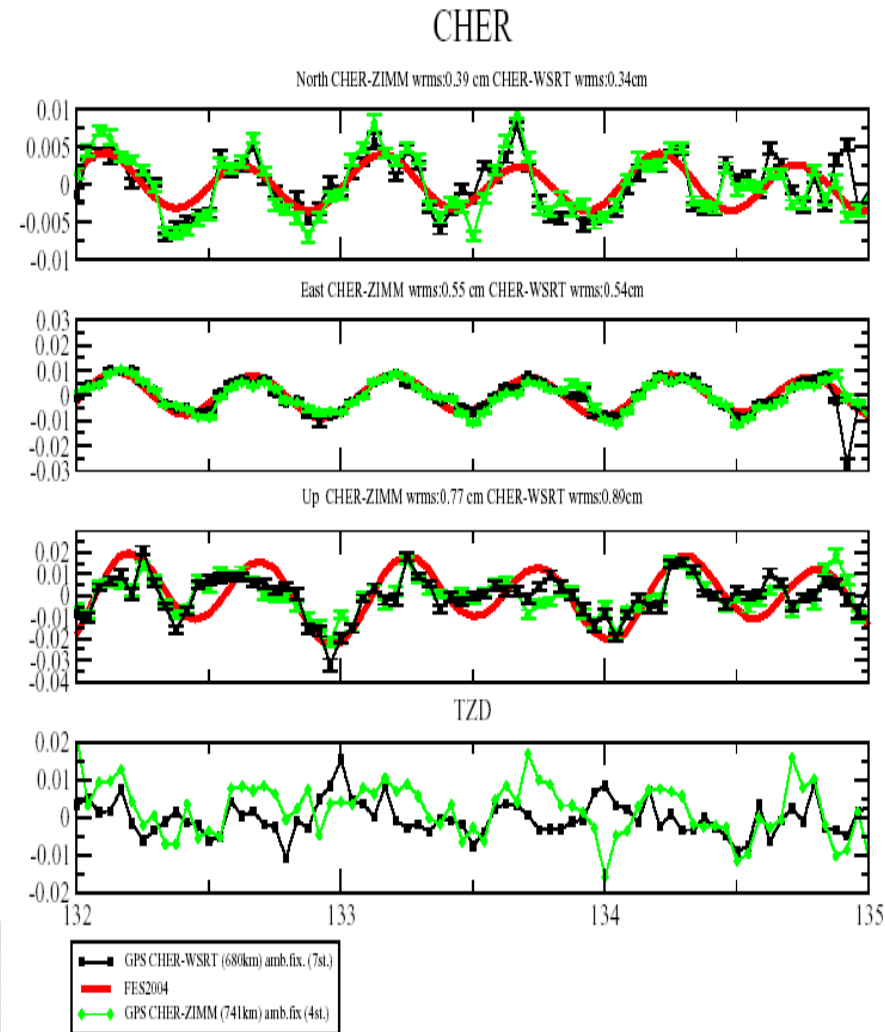 CHER
North CHER-ZIMM wrms:0.39 cm CHER-WSRT wrms:0.34cm
0.01
0.005
0
-0.005
-0.01
East CHER-ZIMM wrms:0.55 cm CHER-WSRT wrms:0.54cm
0.03
0.02
0.01
0
-0.01
-0.02
-0.03
Up CHER-ZIMM wrms:0.77 cm CHER-WSRT wrms:0.89cm
0.02
0.01
0
-0.01
-0.02
-0.03
-0.04
TZD
0.02
0.01
0
-0.01
-0.02
132 133 134 135
GPS CHER-WSRT (680km) amb.fix. (7st.)
FES2004
GPS CHER-ZIMM (741km) amb.fix (4st.)